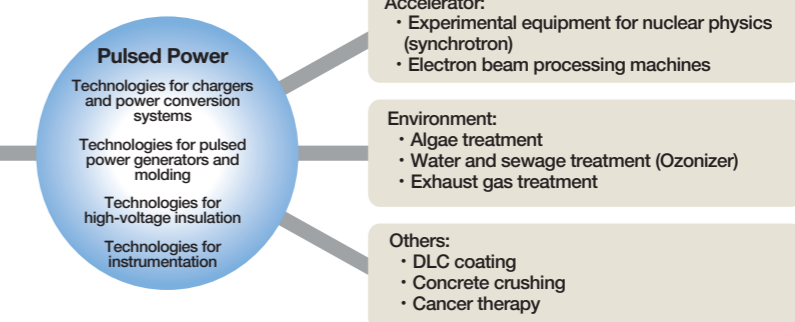 Pulsed Power
Technologies for chargers
and power conversion
systems
Technologies for pulsed
power generators and
molding
Technologies for
high-voltage insulation
Technologies for
instrumentation
Accelerator:
・Experimental equipment for nuclear physics
(synchrotron)
・Electron beam processing machines
Environment:
・Algae treatment
・Water and sewage treatment (Ozonizer)
・Exhaust gas treatment
Others:
・DLC coating
・Concrete crushing
・Cancer therapy